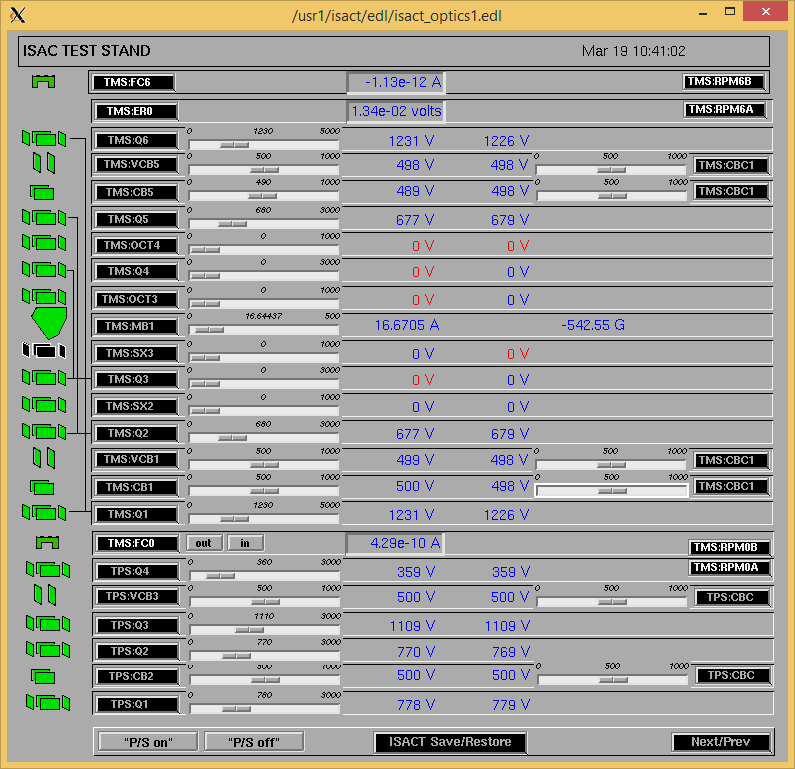 /usr1/isact/edl/isact_optics1.edl
ISAC TEST STAND Mar 19 10:41:02
TMS:FC6 -1.13e-12 A TMS:RPM6B
TMS:ER0 1.34e-02 volts TMS:RPM6A
0 1230 5000
TMS:Q6 1231 V 1226 V
0 500 1000 0 500 1000
TMS:VCB5 498 V 498 V TMS:CBC1
0 490 1000 0 500 1000
TMS:CB5 489 V 498 V TMS:CBC1
0 680 3000
TMS:Q5 677 V 679 V
0 0 1000
TMS:OCT4 0 V 0 V
0 0 3000
TMS:Q4 0 V 0 V
0 0 1000
TMS:OCT3 0 V 0 V
0 16.64437 500
TMS:MB1 16.6705 A -542.55 G
0 0 1000
TMS:SX3 0 V 0 V
0 0 3000
TMS:Q3 0 V 0 V
0 0 1000
TMS:SX2 0 V 0 V
0 680 3000
TMS:Q2 677 V 679 V
0 500 1000 0 500 1000
TMS:VCB1 499 V 498 V TMS:CBC1
0 500 1000 0 500 1000
TMS:CB1 500 V 498 V TMS:CBC1
0 1230 5000
TMS:Q1 1231 V 1226 V
TMS:FC0 out in 4.29e-10 A TMS:RPM0B
TMS:RPM0A
0 360 3000
TPS:Q4 359 V 359 V
0 500 1000 0 500 1000
TPS:VCB3 500 V 500 V TPS:CBC
0 1110 3000
TPS:Q3 1109 V 1109 V
0 770 3000
TPS:Q2 770 V 769 V
0 500 1000 0 500 1000
TPS:CB2 500 V 500 V TPS:CBC
0 780 3000
TPS:Q1 778 V 779 V
"P/S on" "P/S off" ISACT Save/Restore Next/Prev